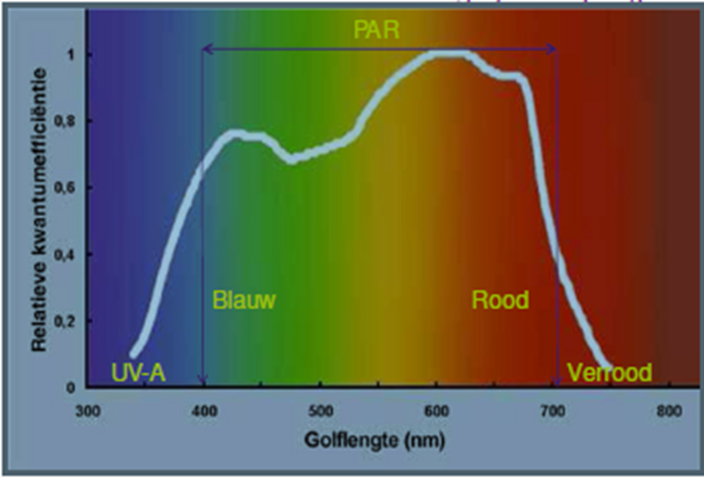 PAR
Relatieve kwantumefficiëntie
1
0,8
0,6
0,4
0,2
0
Blauw
Rood
UV-A
Verrood
300 400 500 600 700 800
Golflengte (nm)